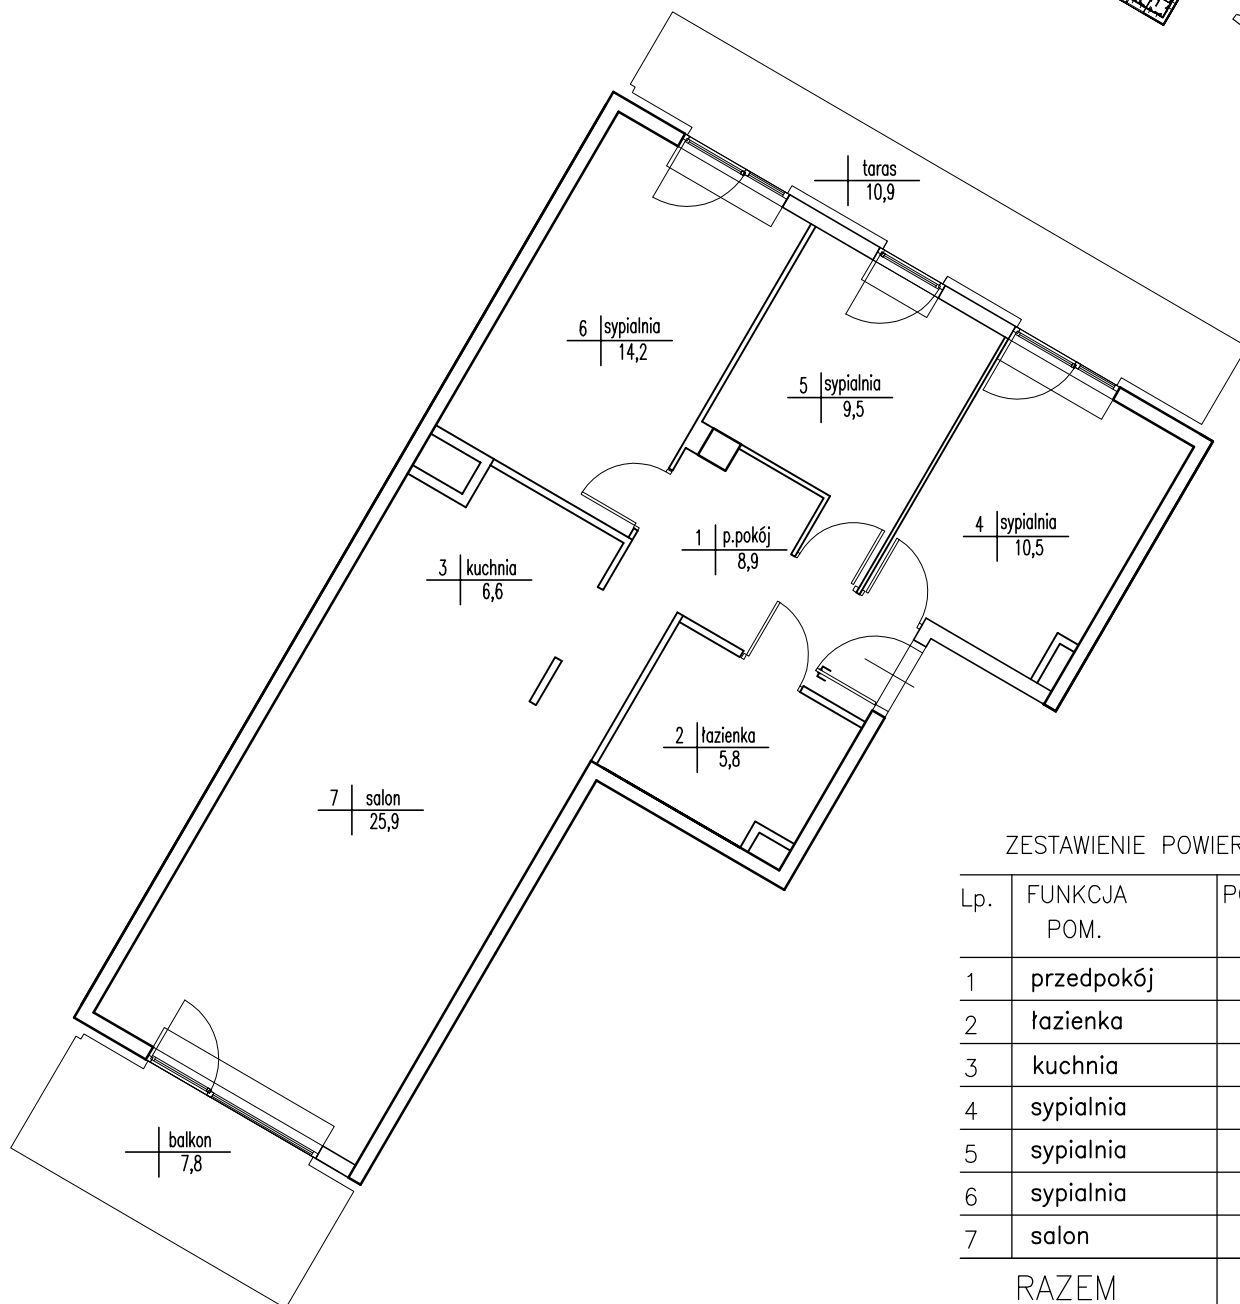 taras
10,9
6 sypialnia
14,2
5 sypialnia
9,5
4 sypialnia
10,5
1 p.pokój
8,9
3 kuchnia
6,6
2 łazienka
5,8
7 salon
25,9
balkon
7,8
ZESTAWIENIE POWIER
Lp. FUNKCJA
POM.
1 przedpokój
2 łazienka
3 kuchnia
4 sypialnia
5 sypialnia
6 sypialnia
7 salon
RAZEM